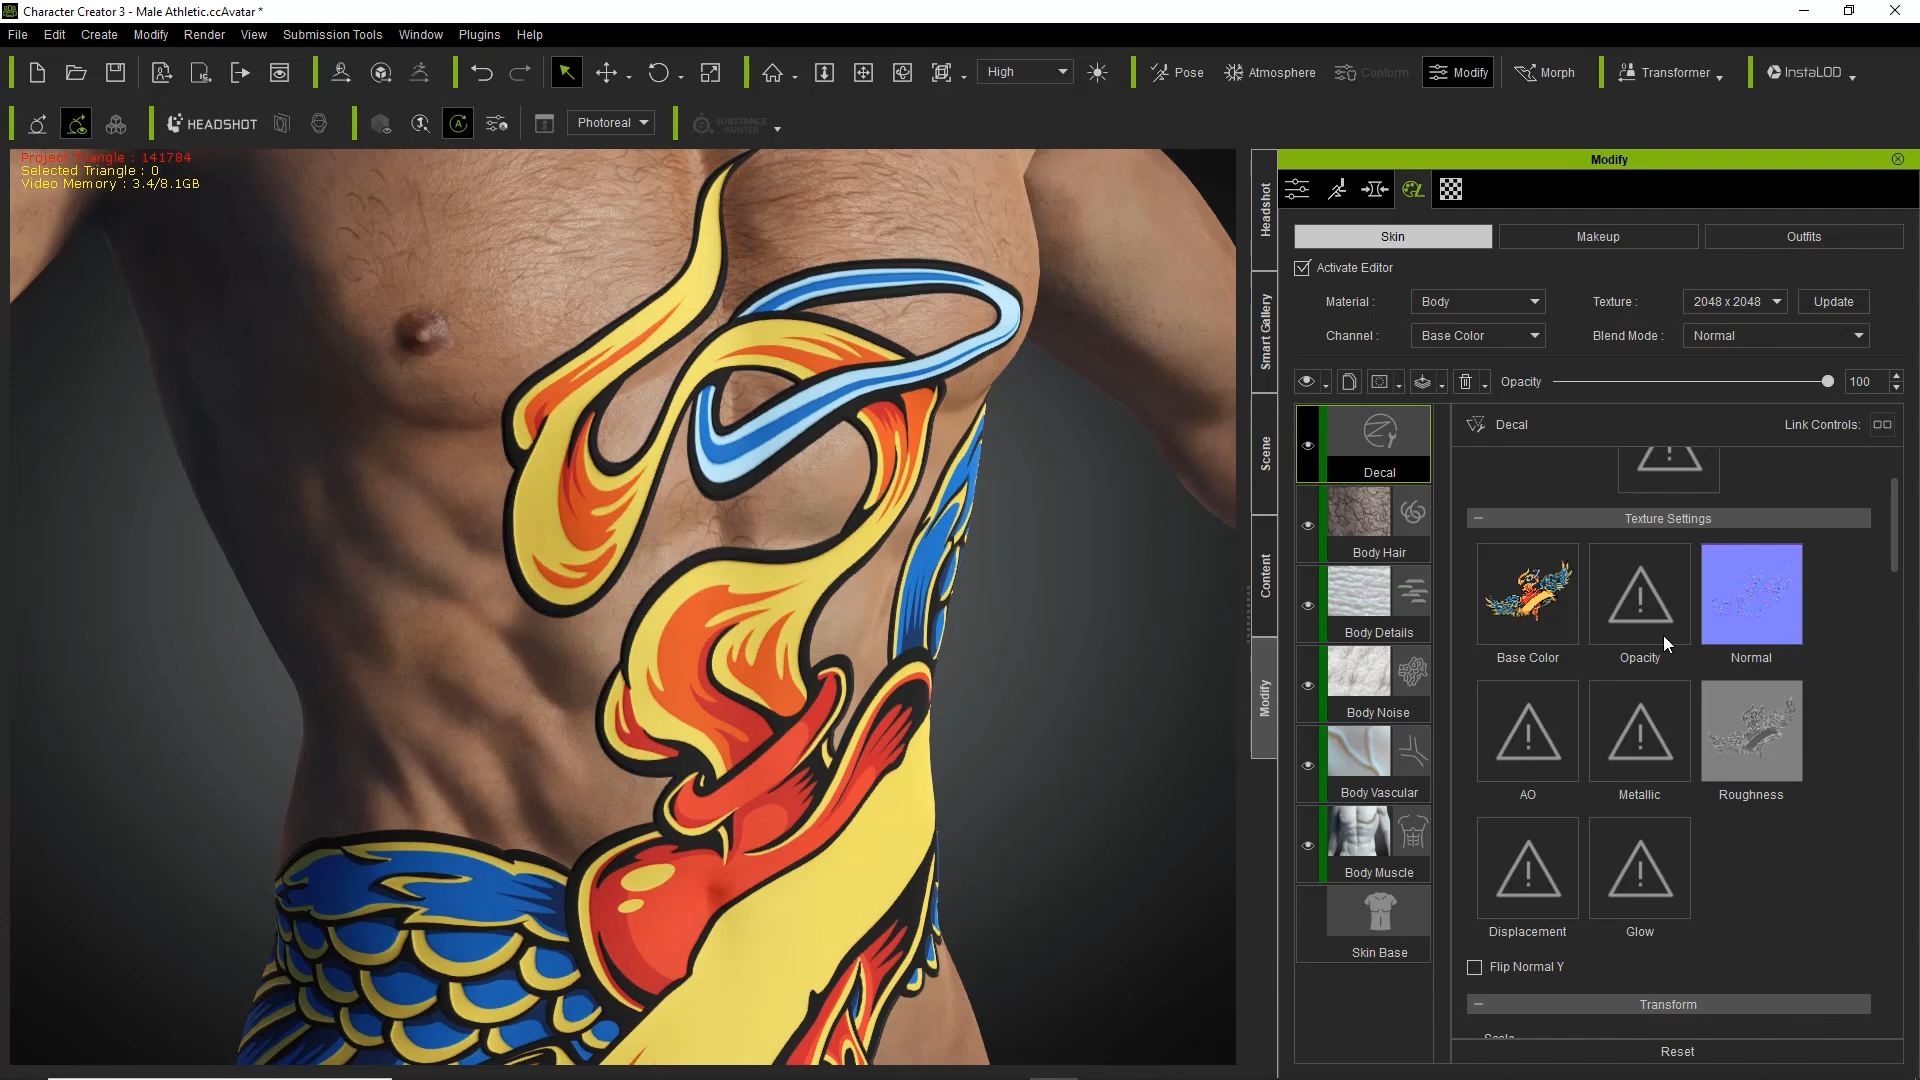 Character Creator 3 - Male Athletic.ccAvatar *
File Edit Create Modify Render View Submission Tools Window Plugins Help
High Pose Atmosphere Conform Modify Morph Transformer InstaLOD
HEADSHOT Photoreal SUBSTANCE PAINTER
Project Triangle : 141784
Selected Triangle : 0
Video Memory : 3.4/8.1GB
Headshot
Smart Gallery
Scene
Content
Modify
Modify
Skin Makeup Outfits
Activate Editor
Material : Body Texture : 2048 x 2048 Update
Channel : Base Color Blend Mode : Normal
Opacity 100
Decal
Body Hair
Body Details
Body Noise
Body Vascular
Body Muscle
Skin Base
Decal Link Controls:
Texture Settings
Base Color Opacity Normal
AO Metallic Roughness
Displacement Glow
Flip Normal Y
Transform
Scale
Reset